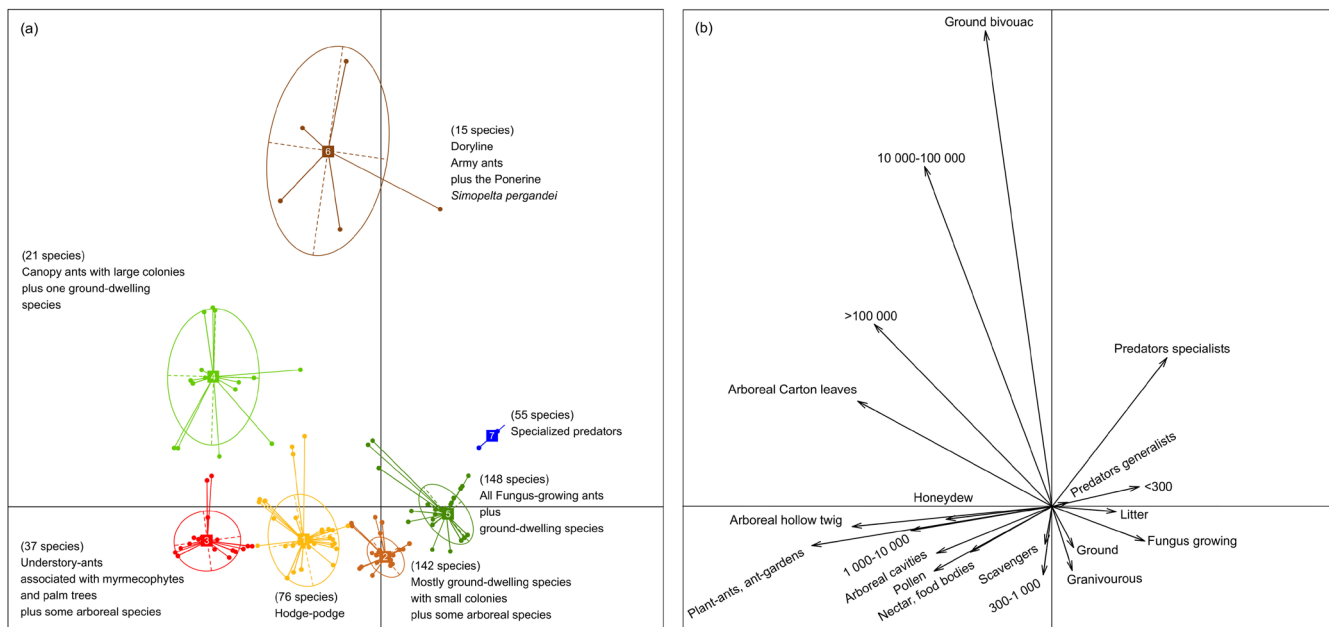 (a)
6
(15 species)
Doryline
Army ants
plus the Ponerine
Simopelta pergandei
(21 species)
Canopy ants with large colonies
plus one ground-dwelling
species
4
(55 species)
Specialized predators
7
(148 species)
All Fungus-growing ants
plus
ground-dwelling species
5
3
2
(37 species)
Understory-ants
associated with myrmecophytes
and palm trees
plus some arboreal species
(76 species)
Hodge-podge
(142 species)
Mostly ground-dwelling species
with small colonies
plus some arboreal species
(b)
Ground bivouac
10 000-100 000
>100 000
Predators specialists
Arboreal Carton leaves
Predators generalists
<300
Honeydew
Litter
Arboreal hollow twig
Fungus growing
Plant-ants, ant-gardens
1 000-10 000
Arboreal cavities
Pollen
Nectar, food bodies
Scavengers
300-1 000
Ground
Granivourous